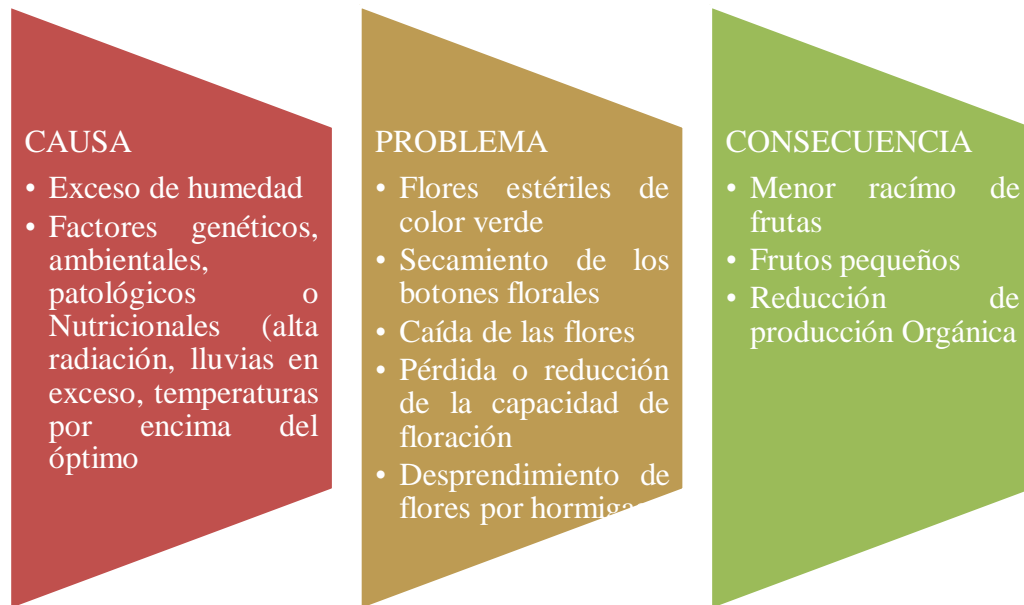 CAUSA
• Exceso de humedad
• Factores genéticos,
ambientales,
patológicos o
Nutricionales (alta
radiación, lluvias en
exceso, temperaturas
por encima del
óptimo
PROBLEMA
• Flores estériles de
color verde
• Secamiento de los
botones florales
• Caída de las flores
• Pérdida o reducción
de la capacidad de
floración
• Desprendimiento de
flores por hormigas
CONSECUENCIA
• Menor racímo de
frutas
• Frutos pequeños
• Reducción de
producción Orgánica